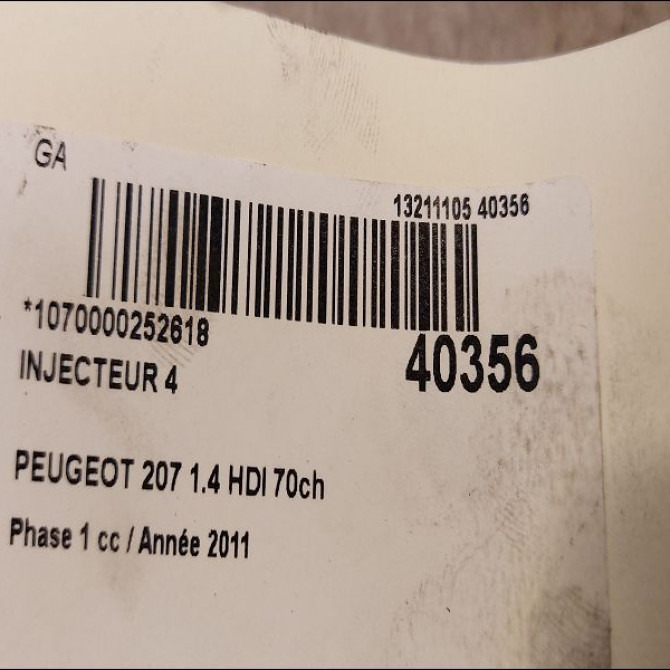 GA
13211105 40356
*1070000252618
40356
INJECTEUR 4
PEUGEOT 207 1.4 HDI 70ch
Phase 1 cc / Année 2011